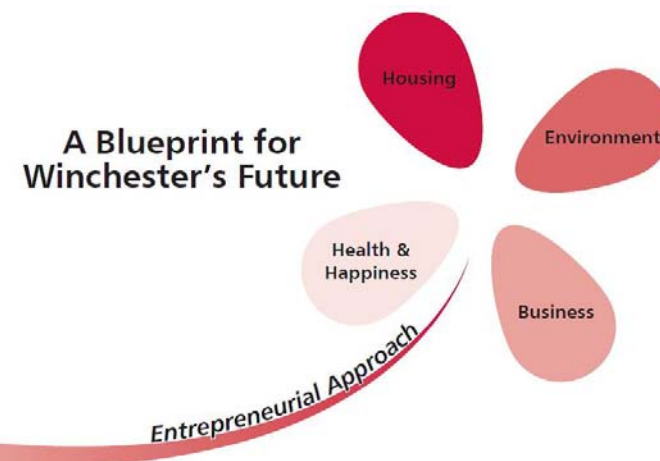 A Blueprint for
Winchester's Future
Housing
Environment
Health &
Happiness
Business
Entrepreneurial Approach